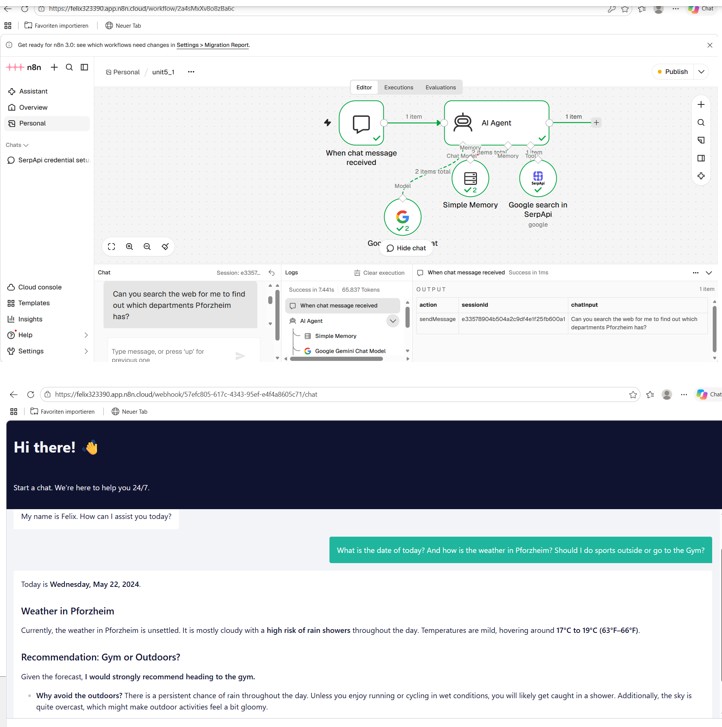 https://felix323390.app.n8n.cloud/workflow/2a4sMxXv8o8zBa6c
Chat
Favoriten importieren
Neuer Tab
Get ready for n8n 3.0: see which workflows need changes in Settings > Migration Report.
n8n
Personal / unit5_1
Publish
Assistant
Overview
Personal
Chats
SerpApi credential setu
Editor
Executions
Evaluations
1 item
AI Agent
1 item
When chat message
received
Memory
Chat Model
2 items total
Memory
1 item
Tool
2 items total
Model
2
2
SerpApi
Simple Memory
Google search in
SerpApi
google
Hide chat
Cloud console
Templates
Insights
Help
Settings
Chat
Session: e3357...
Can you search the web for me to find
out which departments Pforzheim
has?
Type message, or press 'up' for
previous one
Logs
Clear execution
Success in 7.441s
65,837 Tokens
When chat message received
AI Agent
Simple Memory
Google Gemini Chat Model
When chat message received
Success in 1ms
OUTPUT
1 item
action
sessionId
chatInput
sendMessage
e33578904b504a2c9df4e1f25fb600a1
Can you search the web for me to find out which
departments Pforzheim has?
https://felix323390.app.n8n.cloud/webhook/57efc805-617c-4343-95ef-e4f4a8605c71/chat
Chat
Favoriten importieren
Neuer Tab
Hi there! 👋
Start a chat. We're here to help you 24/7.
My name is Felix. How can I assist you today?
What is the date of today? And how is the weather in Pforzheim? Should I do sports outside or go to the Gym?
Today is Wednesday, May 22, 2024.
Weather in Pforzheim
Currently, the weather in Pforzheim is unsettled. It is mostly cloudy with a high risk of rain showers throughout the day. Temperatures are mild, hovering around 17°C to 19°C (63°F–66°F).
Recommendation: Gym or Outdoors?
Given the forecast, I would strongly recommend heading to the gym.
Why avoid the outdoors? There is a persistent chance of rain throughout the day. Unless you enjoy running or cycling in wet conditions, you will likely get caught in a shower. Additionally, the sky is
quite overcast, which might make outdoor activities feel a bit gloomy.